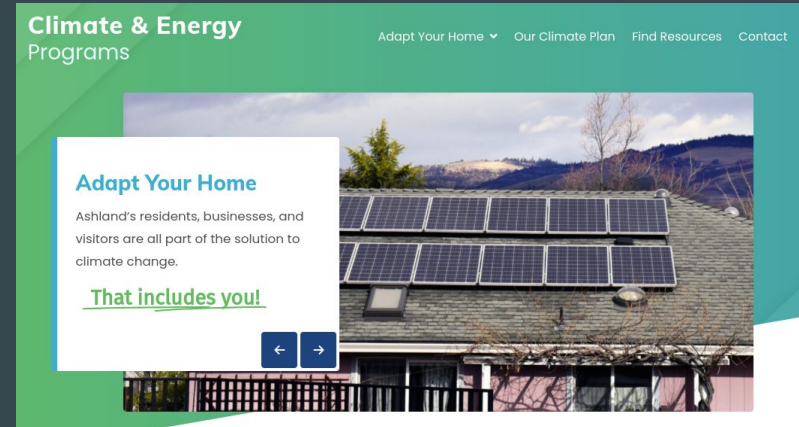 Climate & Energy
Programs
Adapt Your Home
Our Climate Plan
Find Resources
Contact
Adapt Your Home
Ashland's residents, businesses, and
visitors are all part of the solution to
climate change.
That includes you!